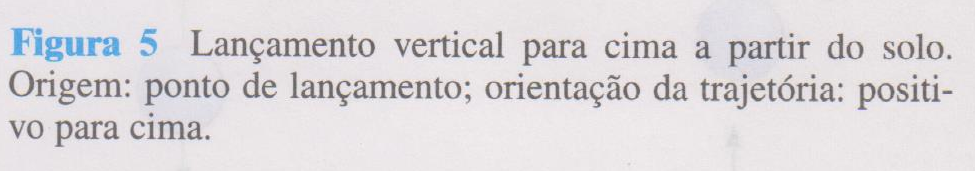 Figura 5 Lançamento vertical para cima a partir do solo.
Origem: ponto de lançamento; orientação da trajetória: positi-
vo para cima.